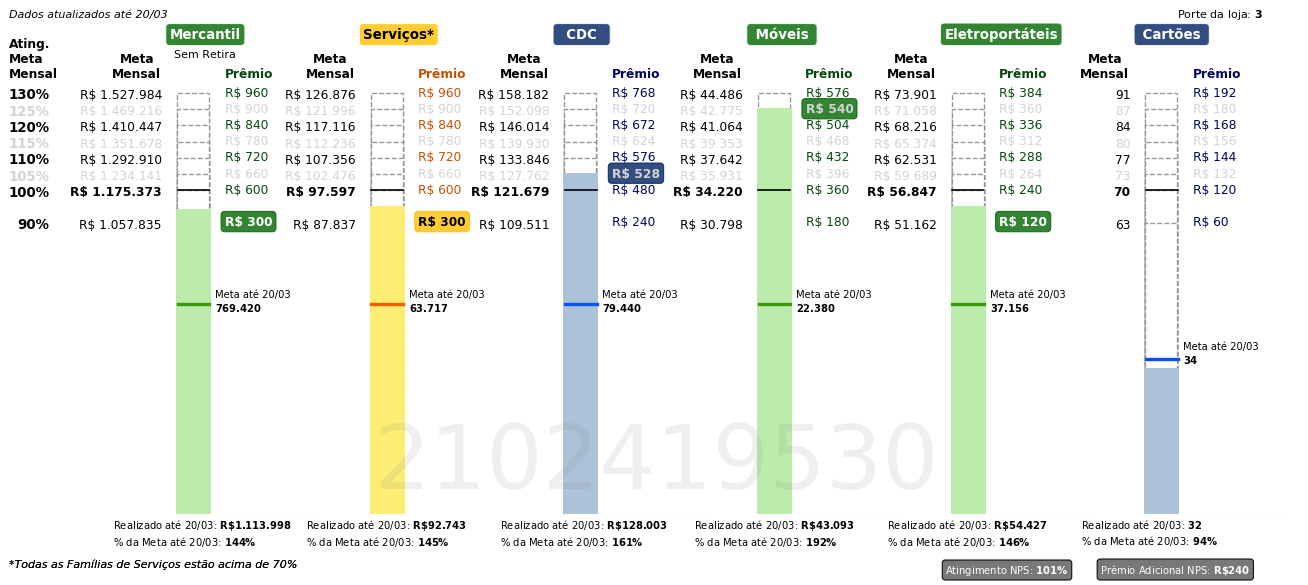 Dados atualizados até 20/03
Porte da loja: 3
Mercantil Serviços* CDC Móveis Eletroportáteis Cartões
Sem Retira
Ating. Meta Mensal
Meta Mensal Prêmio Meta Mensal Prêmio Meta Mensal Prêmio Meta Mensal Prêmio Meta Mensal Prêmio Meta Mensal Prêmio
130% R$ 1.527.984 R$ 960 R$ 126.876 R$ 960 R$ 158.182 R$ 768 R$ 44.486 R$ 576 R$ 73.901 R$ 384 91 R$ 192
125% R$ 1.469.216 R$ 900 R$ 121.996 R$ 900 R$ 152.098 R$ 720 R$ 42.775 R$ 540 R$ 71.058 R$ 360 87 R$ 180
120% R$ 1.410.447 R$ 840 R$ 117.116 R$ 840 R$ 146.014 R$ 672 R$ 41.064 R$ 504 R$ 68.216 R$ 336 84 R$ 168
115% R$ 1.351.678 R$ 780 R$ 112.236 R$ 780 R$ 139.930 R$ 624 R$ 39.353 R$ 468 R$ 65.374 R$ 312 80 R$ 156
110% R$ 1.292.910 R$ 720 R$ 107.356 R$ 720 R$ 133.846 R$ 576 R$ 37.642 R$ 432 R$ 62.531 R$ 288 77 R$ 144
105% R$ 1.234.141 R$ 660 R$ 102.476 R$ 660 R$ 127.762 R$ 528 R$ 35.931 R$ 396 R$ 59.689 R$ 264 73 R$ 132
100% R$ 1.175.373 R$ 600 R$ 97.597 R$ 600 R$ 121.679 R$ 480 R$ 34.220 R$ 360 R$ 56.847 R$ 240 70 R$ 120
90% R$ 1.057.835 R$ 300 R$ 87.837 R$ 300 R$ 109.511 R$ 240 R$ 30.798 R$ 180 R$ 51.162 R$ 120 63 R$ 60
Meta até 20/03 Meta até 20/03 Meta até 20/03 Meta até 20/03 Meta até 20/03
769.420 63.717 79.440 22.380 37.156
Meta até 20/03
34
2102419530
Realizado até 20/03: R$1.113.998 Realizado até 20/03: R$92.743 Realizado até 20/03: R$128.003 Realizado até 20/03: R$43.093 Realizado até 20/03: R$54.427 Realizado até 20/03: 32
% da Meta até 20/03: 144% % da Meta até 20/03: 145% % da Meta até 20/03: 161% % da Meta até 20/03: 192% % da Meta até 20/03: 146% % da Meta até 20/03: 94%
*Todas as Famílias de Serviços estão acima de 70%
Atingimento NPS: 101% Prêmio Adicional NPS: R$240